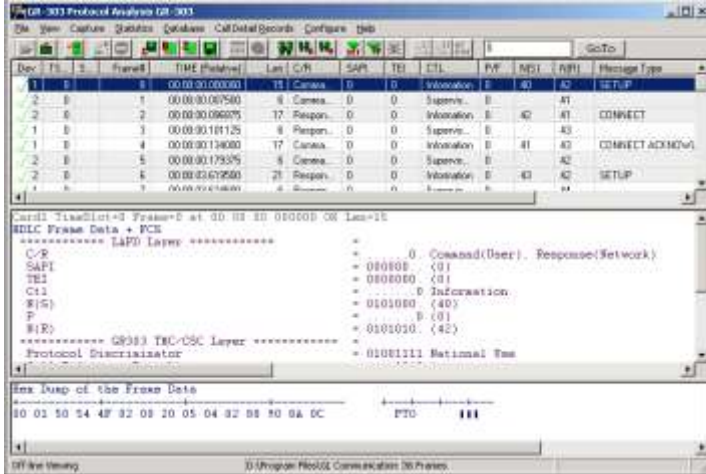 GR-303 Protocol Analysis GR-303
File View Capture Statistics Database Call Detail Records Configure Help
0 GoTo
Dev TS S Frame# TIME (Relative) Len C/R SAPI TEI CTL P/F N(S) N(R) Message Type
1 0 0 00:00:00.000000 15 Comma... 0 0 Information 0 40 42 SETUP
2 0 1 00:00:00.007500 6 Comma... 0 0 Supervis... 0 41
2 0 2 00:00:00.096875 17 Respon... 0 0 Information 0 42 41 CONNECT
1 0 3 00:00:00.101125 6 Respon... 0 0 Supervis... 0 43
1 0 4 00:00:00.134000 17 Comma... 0 0 Information 0 41 43 CONNECT ACKNOWL
2 0 5 00:00:00.179375 6 Comma... 0 0 Supervis... 0 42
2 0 6 00:00:03.619500 21 Respon... 0 0 Information 0 43 42 SETUP
Card1 TimeSlot=0 Frame=0 at 00:00:00.000000 OK Len=15
HDLC Frame Data + FCS
============ LAPD Layer ============ =
C/R = ......0. Command(User), Response(Network)
SAPI = 000000.. (0)
TEI = 0000000. (0)
Ctl = .......0 Information
N(S) = 0101000. (40)
P = .......0 (0)
N(R) = 0101010. (42)
============ GR303 TMC/CSC Layer ============ =
Protocol Discriminator = 01001111 National Use
Hex Dump of the Frame Data
00 01 50 54 4F 02 00 20 05 04 02 88 90 0A DC PTO
Off-line Viewing D:\Program Files\GL Communication 38 Frames.